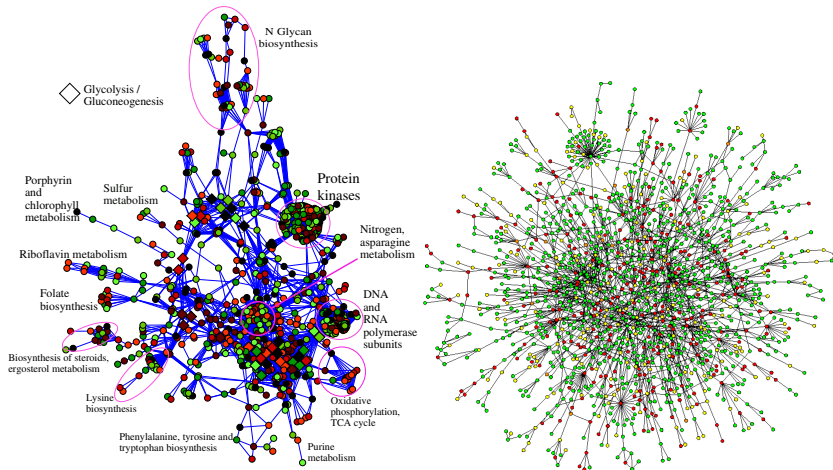 N Glycan
biosynthesis
Glycolysis /
Gluconeogenesis
Protein
kinases
Porphyrin
and
chlorophyll
metabolism
Sulfur
metabolism
Nitrogen,
asparagine
metabolism
Riboflavin metabolism
Folate
biosynthesis
DNA
and
RNA
polymerase
subunits
Biosynthesis of steroids,
ergosterol metabolism
Lysine
biosynthesis
Oxidative
phosphorylation,
TCA cycle
Phenylalanine, tyrosine and
tryptophan biosynthesis
Purine
metabolism